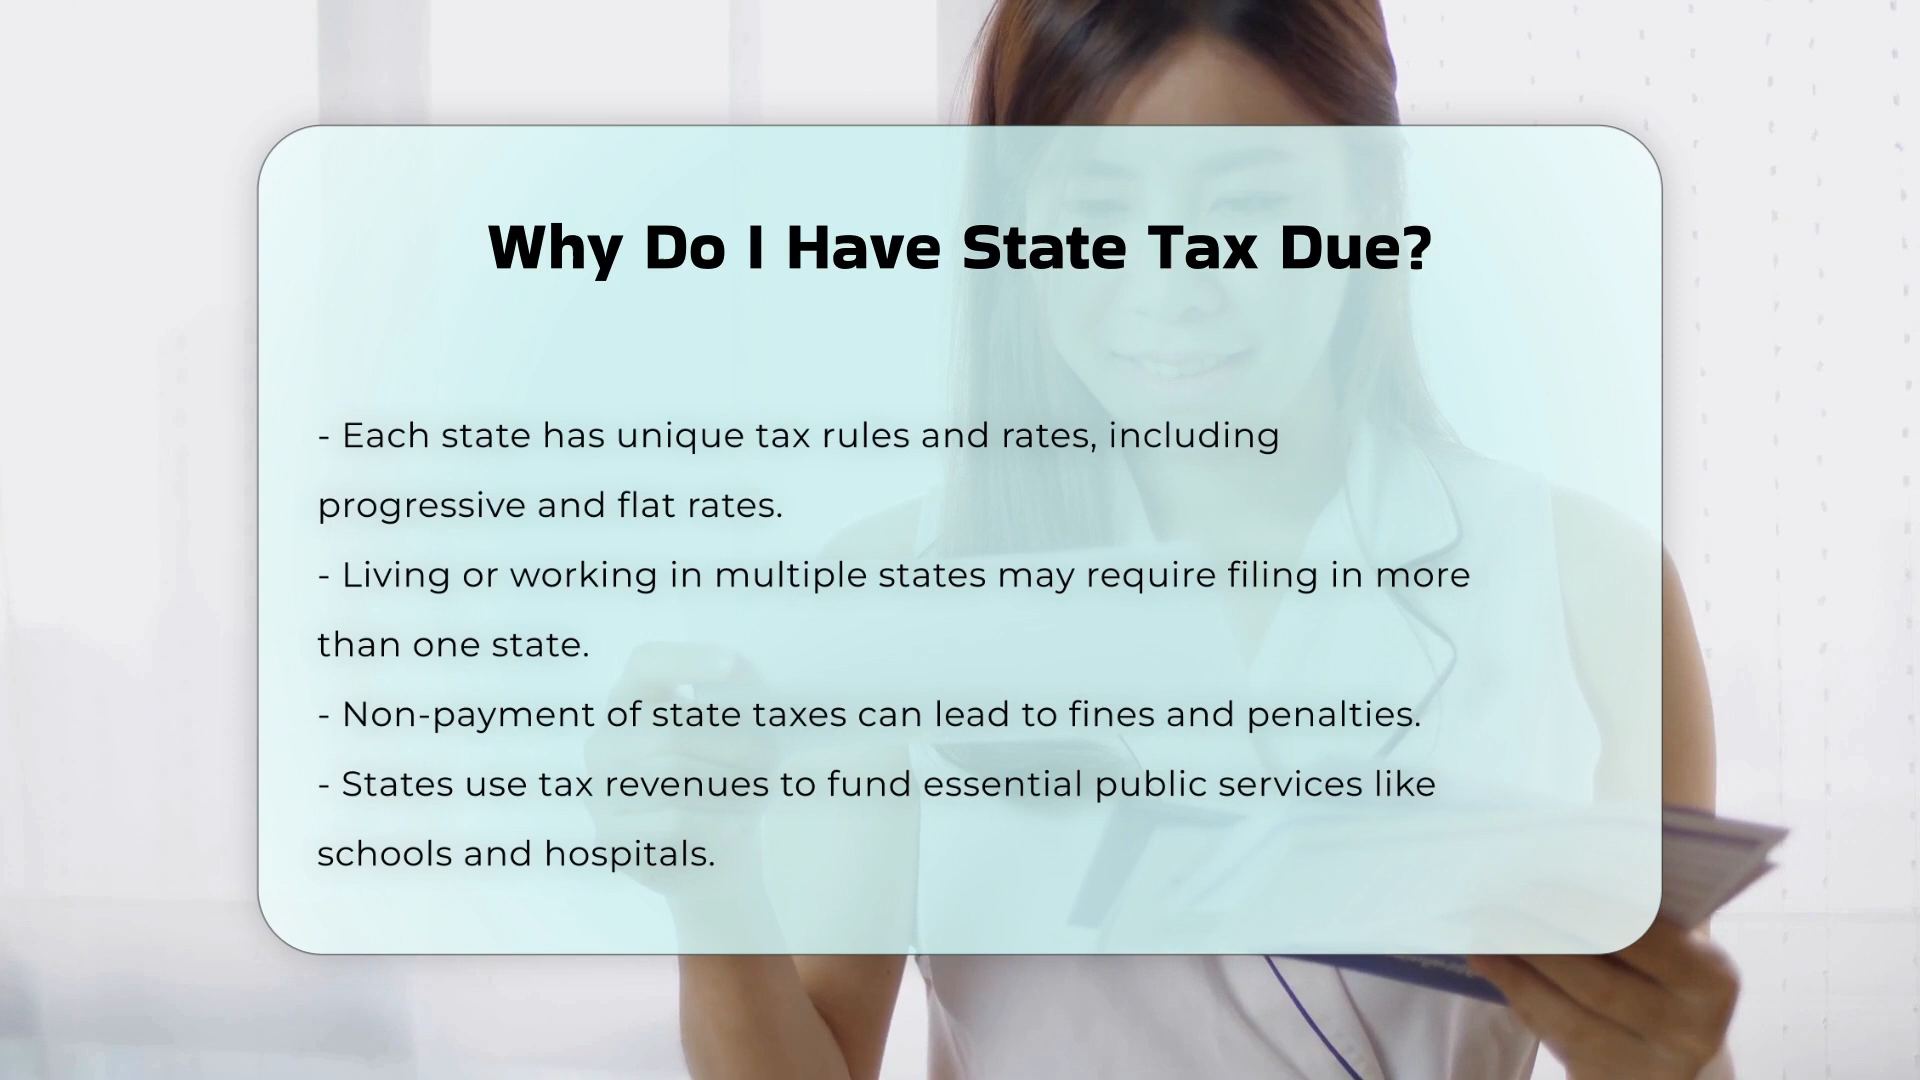 Why Do I Have State Tax Due?
- Each state has unique tax rules and rates, including
progressive and flat rates.
- Living or working in multiple states may require filing in more
than one state.
- Non-payment of state taxes can lead to fines and penalties.
- States use tax revenues to fund essential public services like
schools and hospitals.